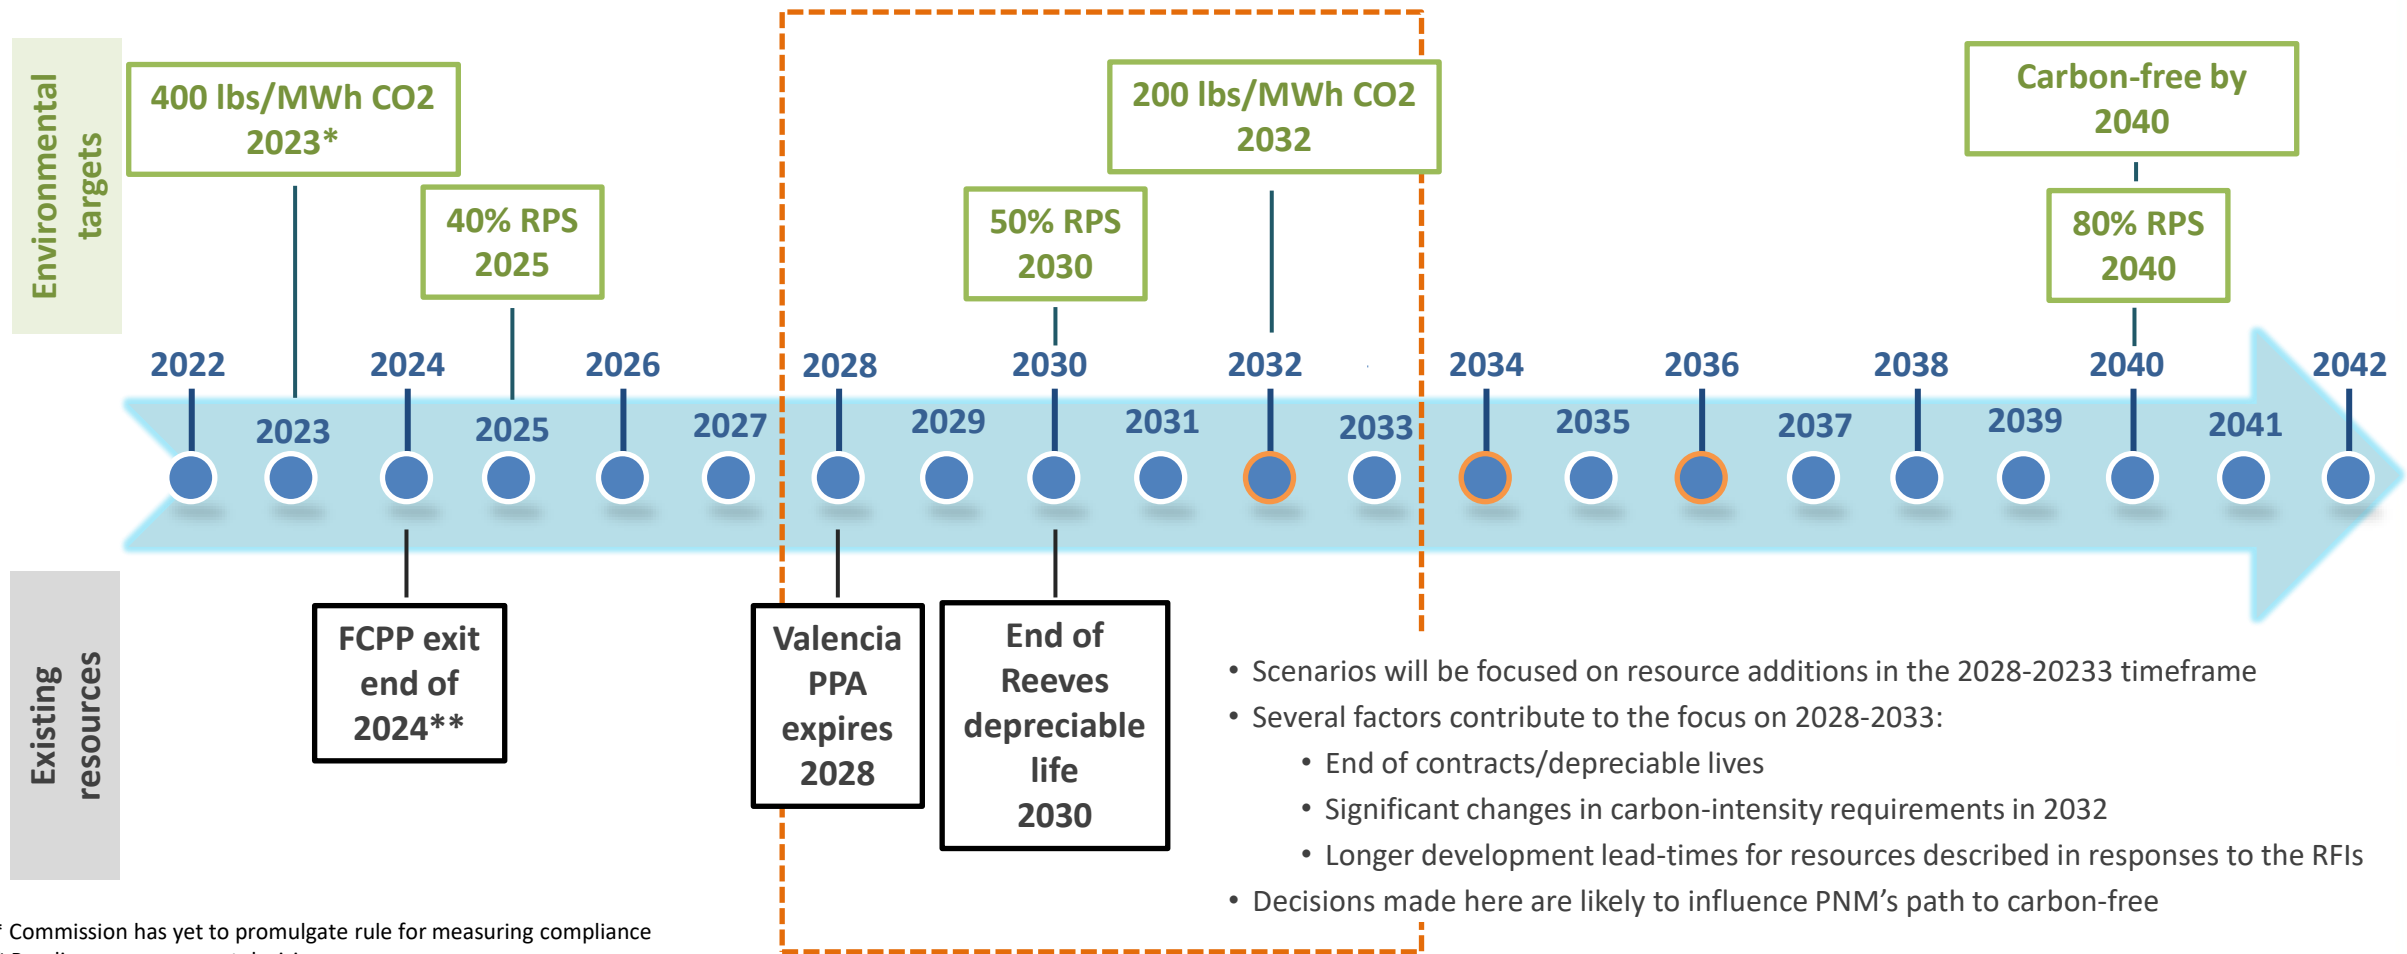 Environmental
targets
400 lbs/MWh CO2
2023*
40% RPS
2025
50% RPS
2030
200 lbs/MWh CO2
2032
Carbon-free by
2040
80% RPS
2040
2022
2023
2024
2025
2026
2027
2028
2029
2030
2031
2032
2033
2034
2035
2036
2037
2038
2039
2040
2041
2042
Existing
resources
FCPP exit
end of
2024**
Valencia
PPA
expires
2028
End of
Reeves
depreciable
life
2030
• Scenarios will be focused on resource additions in the 2028-20233 timeframe
• Several factors contribute to the focus on 2028-2033:
• End of contracts/depreciable lives
• Significant changes in carbon-intensity requirements in 2032
• Longer development lead-times for resources described in responses to the RFIs
• Decisions made here are likely to influence PNM's path to carbon-free
* Commission has yet to promulgate rule for measuring compliance